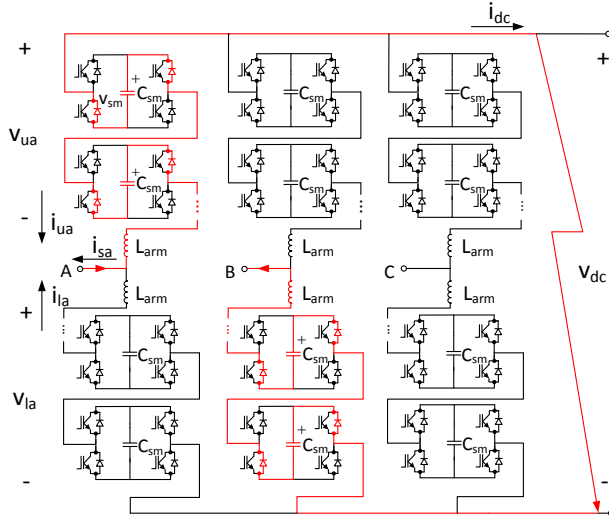 i_dc
+ +
v_sm + C_sm C_sm C_sm
v_ua
+ C_sm C_sm C_sm
-
i_ua
L_arm L_arm L_arm
i_sa
A B C
v_dc
i_la
L_arm L_arm L_arm
+
C_sm + C_sm C_sm
v_la
C_sm + C_sm C_sm
- -